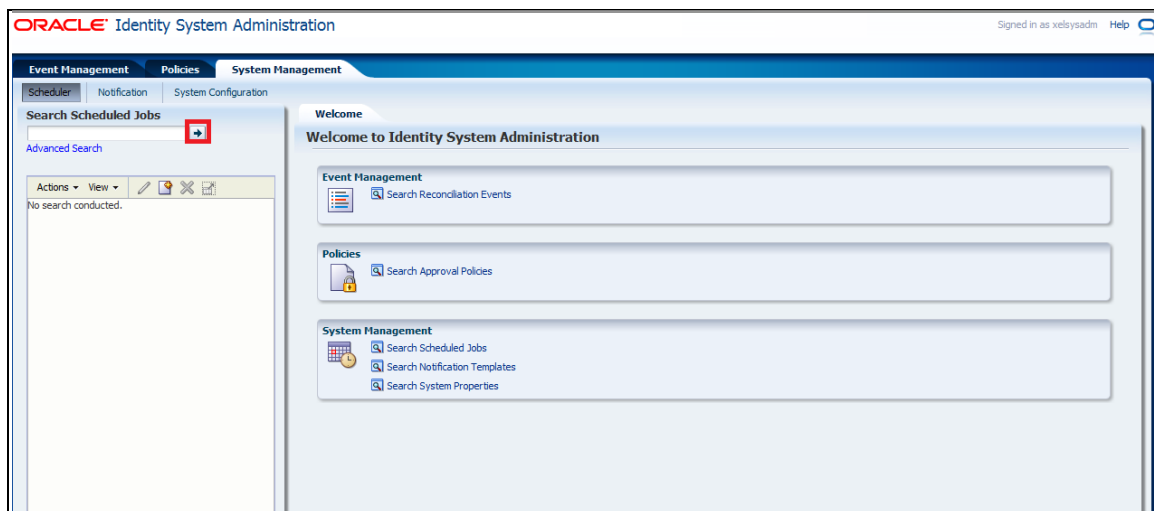 ORACLE Identity System Administration
Signed in as xelsysadm Help
Event Management Policies System Management
Scheduler Notification System Configuration
Search Scheduled Jobs
Advanced Search
Actions View
No search conducted.
Welcome
Welcome to Identity System Administration
Event Management
Search Reconciliation Events
Policies
Search Approval Policies
System Management
Search Scheduled Jobs
Search Notification Templates
Search System Properties